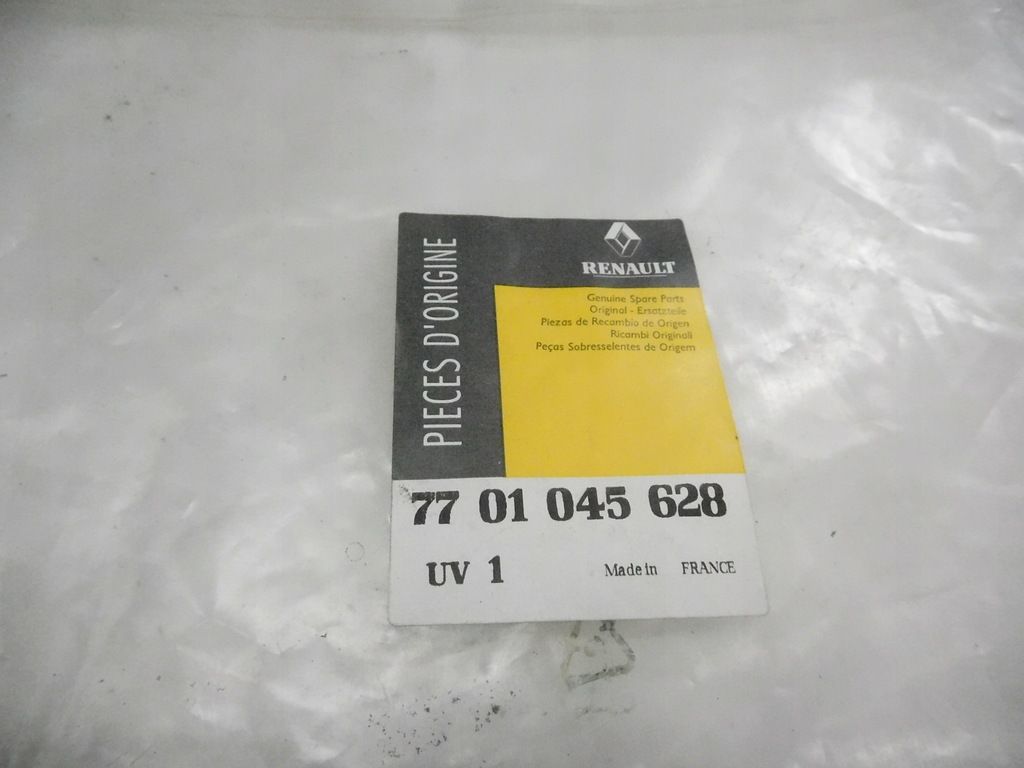 PIECES D'ORIGINE
RENAULT
Genuine Spare Parts
Original - Ersatzteile
Piezas de Recambio de Origen
Ricambi Originali
Peças Sobresselentes de Origem
77 01 045 628
UV 1
Made in FRANCE